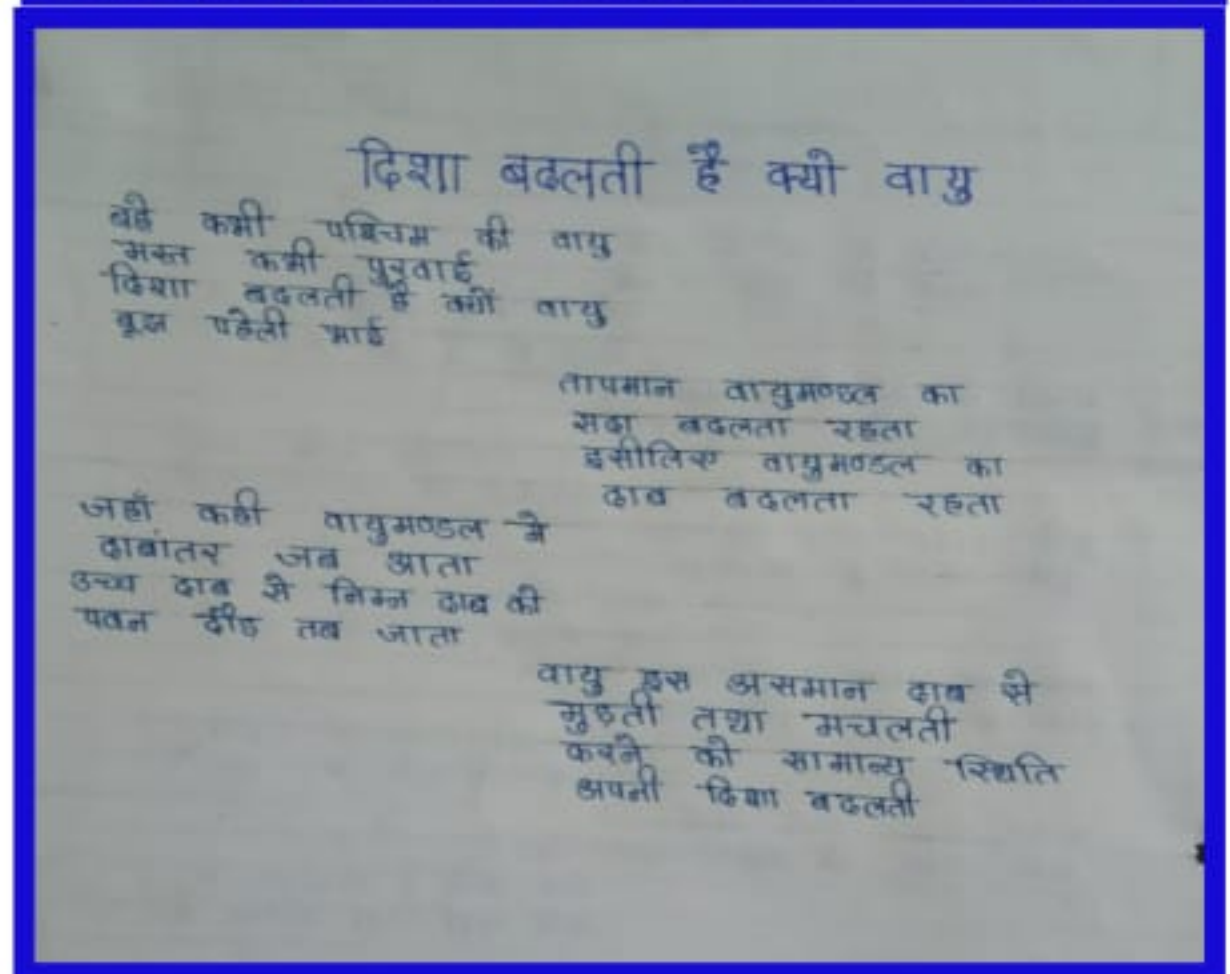 दिशा बदलती है क्यो वायु
बहे कभी पश्चिम की वायु
मस्त कभी पुरवाई
दिशा बदलती है क्यों वायु
बूझ पहेली भाई
तापमान वायुमण्डल का
सदा बदलता रहता
इसीलिए वायुमण्डल का
दाब बदलता रहता
जहाँ कही वायुमण्डल मे
दाबांतर जब आता
उच्च दाब से निम्न दाब की
पवन दौड तब जाता
वायु इस असमान दाब से
मुडती तथा मचलती
करने को सामान्य स्थिति
अपनी दिशा बदलती